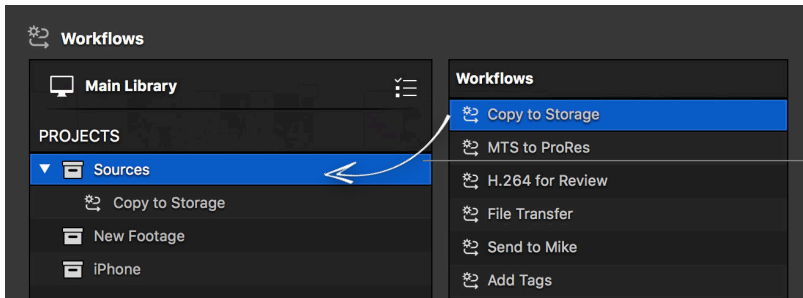 Workflows
Main Library
PROJECTS
Sources
Copy to Storage
New Footage
iPhone
Workflows
Copy to Storage
MTS to ProRes
H.264 for Review
File Transfer
Send to Mike
Add Tags